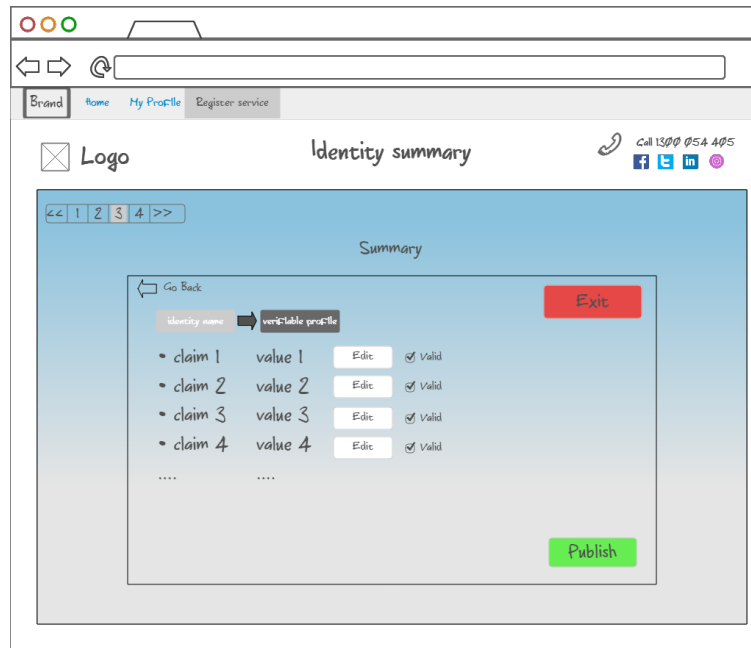 Brand Home My Profile Register service
Logo
Identity summary
Call 1300 054 405
<< 1 2 3 4 >>
Summary
Go Back
Exit
identity name verifiable profile
• claim 1 value 1 Edit Valid
• claim 2 value 2 Edit Valid
• claim 3 value 3 Edit Valid
• claim 4 value 4 Edit Valid
.... ....
Publish